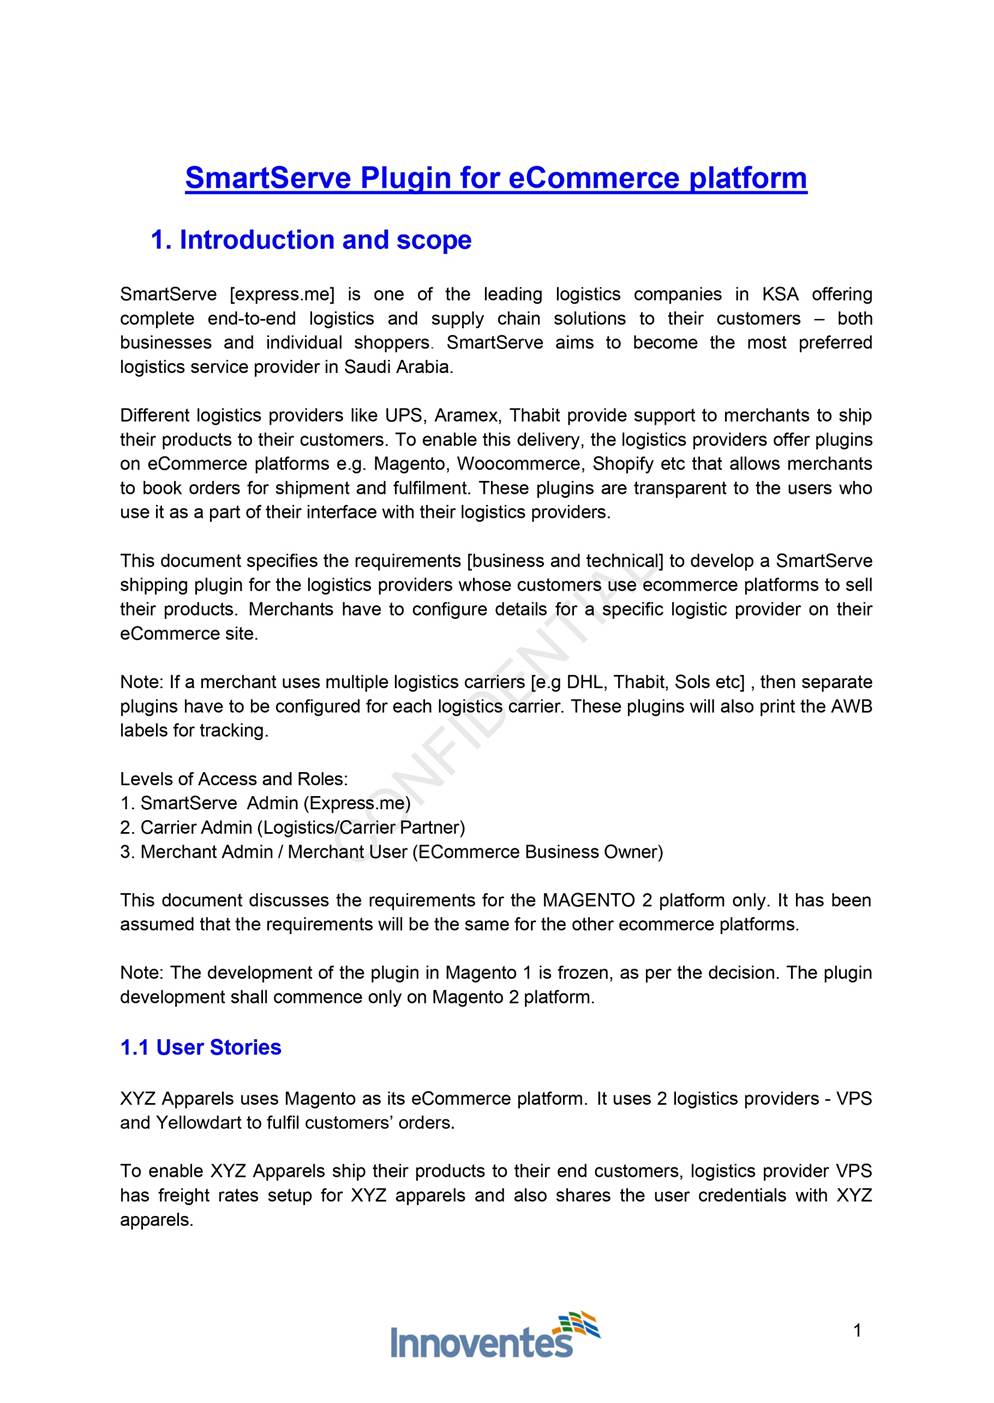 SmartServe Plugin for eCommerce platform
1. Introduction and scope
SmartServe [express.me] is one of the leading logistics companies in KSA offering
complete end-to-end logistics and supply chain solutions to their customers – both
businesses and individual shoppers. SmartServe aims to become the most preferred
logistics service provider in Saudi Arabia.
Different logistics providers like UPS, Aramex, Thabit provide support to merchants to ship
their products to their customers. To enable this delivery, the logistics providers offer plugins
on eCommerce platforms e.g. Magento, Woocommerce, Shopify etc that allows merchants
to book orders for shipment and fulfilment. These plugins are transparent to the users who
use it as a part of their interface with their logistics providers.
This document specifies the requirements [business and technical] to develop a SmartServe
shipping plugin for the logistics providers whose customers use ecommerce platforms to sell
their products. Merchants have to configure details for a specific logistic provider on their
eCommerce site.
Note: If a merchant uses multiple logistics carriers [e.g DHL, Thabit, Sols etc] , then separate
plugins have to be configured for each logistics carrier. These plugins will also print the AWB
labels for tracking.
Levels of Access and Roles:
1. SmartServe  Admin (Express.me)
2. Carrier Admin (Logistics/Carrier Partner)
3. Merchant Admin / Merchant User (ECommerce Business Owner)
This document discusses the requirements for the MAGENTO 2 platform only. It has been
assumed that the requirements will be the same for the other ecommerce platforms.
Note: The development of the plugin in Magento 1 is frozen, as per the decision. The plugin
development shall commence only on Magento 2 platform.
1.1 User Stories
XYZ Apparels uses Magento as its eCommerce platform. It uses 2 logistics providers - VPS
and Yellowdart to fulfil customers’ orders.
To enable XYZ Apparels ship their products to their end customers, logistics provider VPS
has freight rates setup for XYZ apparels and also shares the user credentials with XYZ
apparels.
CONFIDENTIAL
Innoventes
1